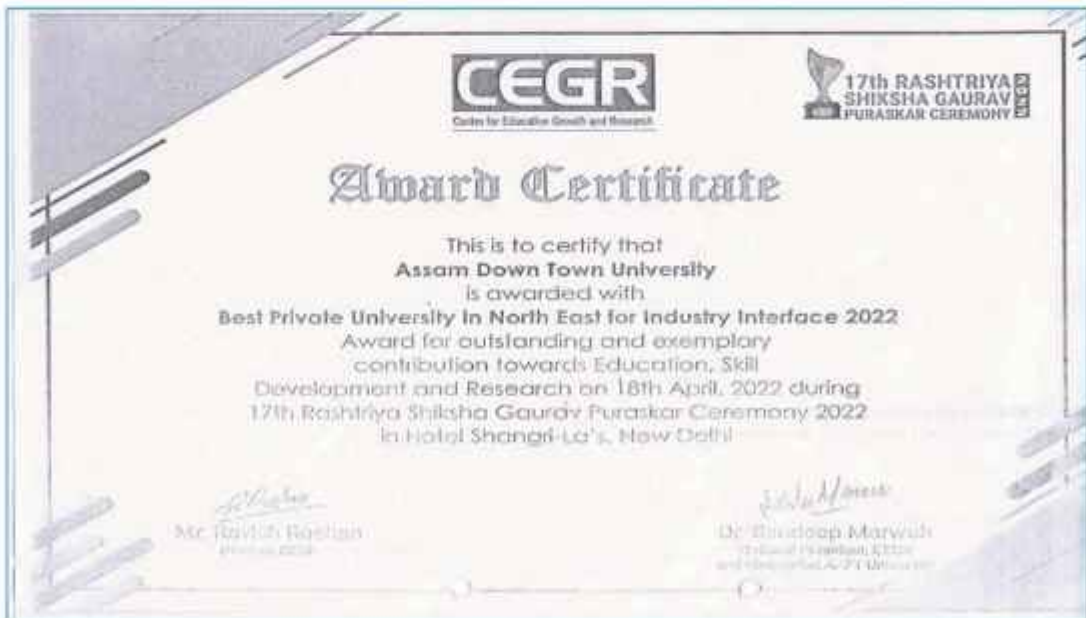 CEGR
Center for Education Growth and Research
17th RASHTRIYA
SHIKSHA GAURAV
PURASKAR CEREMONY
Award Certificate
This is to certify that
Assam Down Town University
is awarded with
Best Private University in North East for Industry Interface 2022
Award for outstanding and exemplary
contribution towards Education, Skill
Development and Research on 18th April, 2022 during
17th Rashtriya Shiksha Gaurav Puraskar Ceremony 2022
in Hotel Shangri-La's, New Delhi
Mr. Ravish Roshan
Dr. Sandeep Marwah